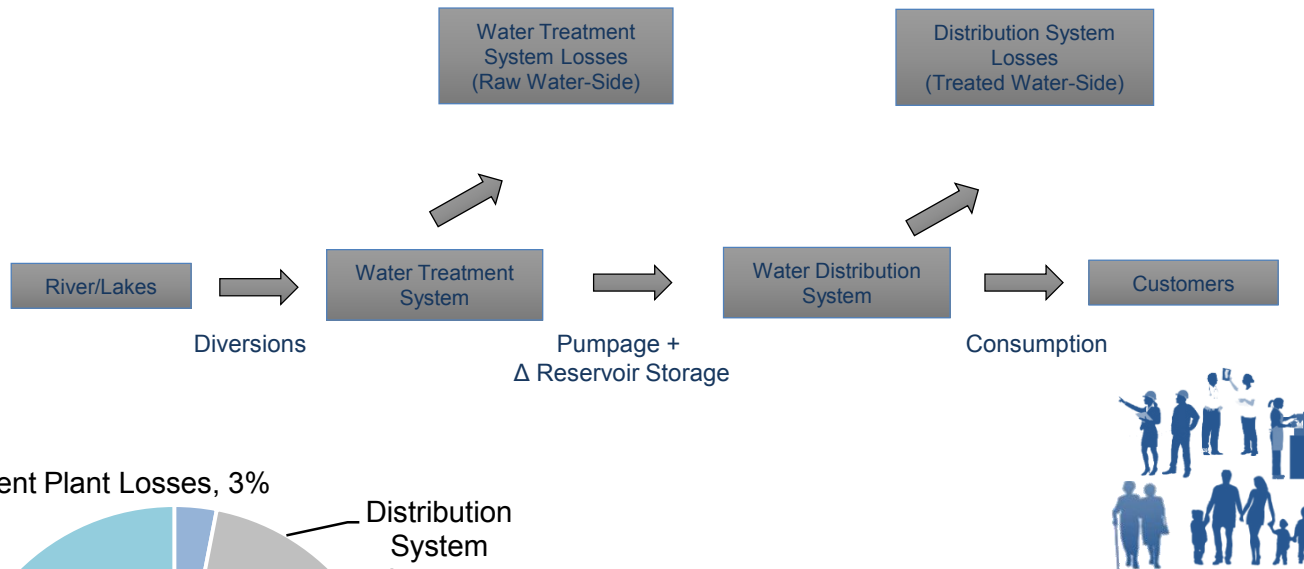 Water Treatment
System Losses
(Raw Water-Side)
Distribution System
Losses
(Treated Water-Side)
River/Lakes
Water Treatment
System
Water Distribution
System
Customers
Diversions
Pumpage +
Δ Reservoir Storage
Consumption
ent Plant Losses, 3%
Distribution
System